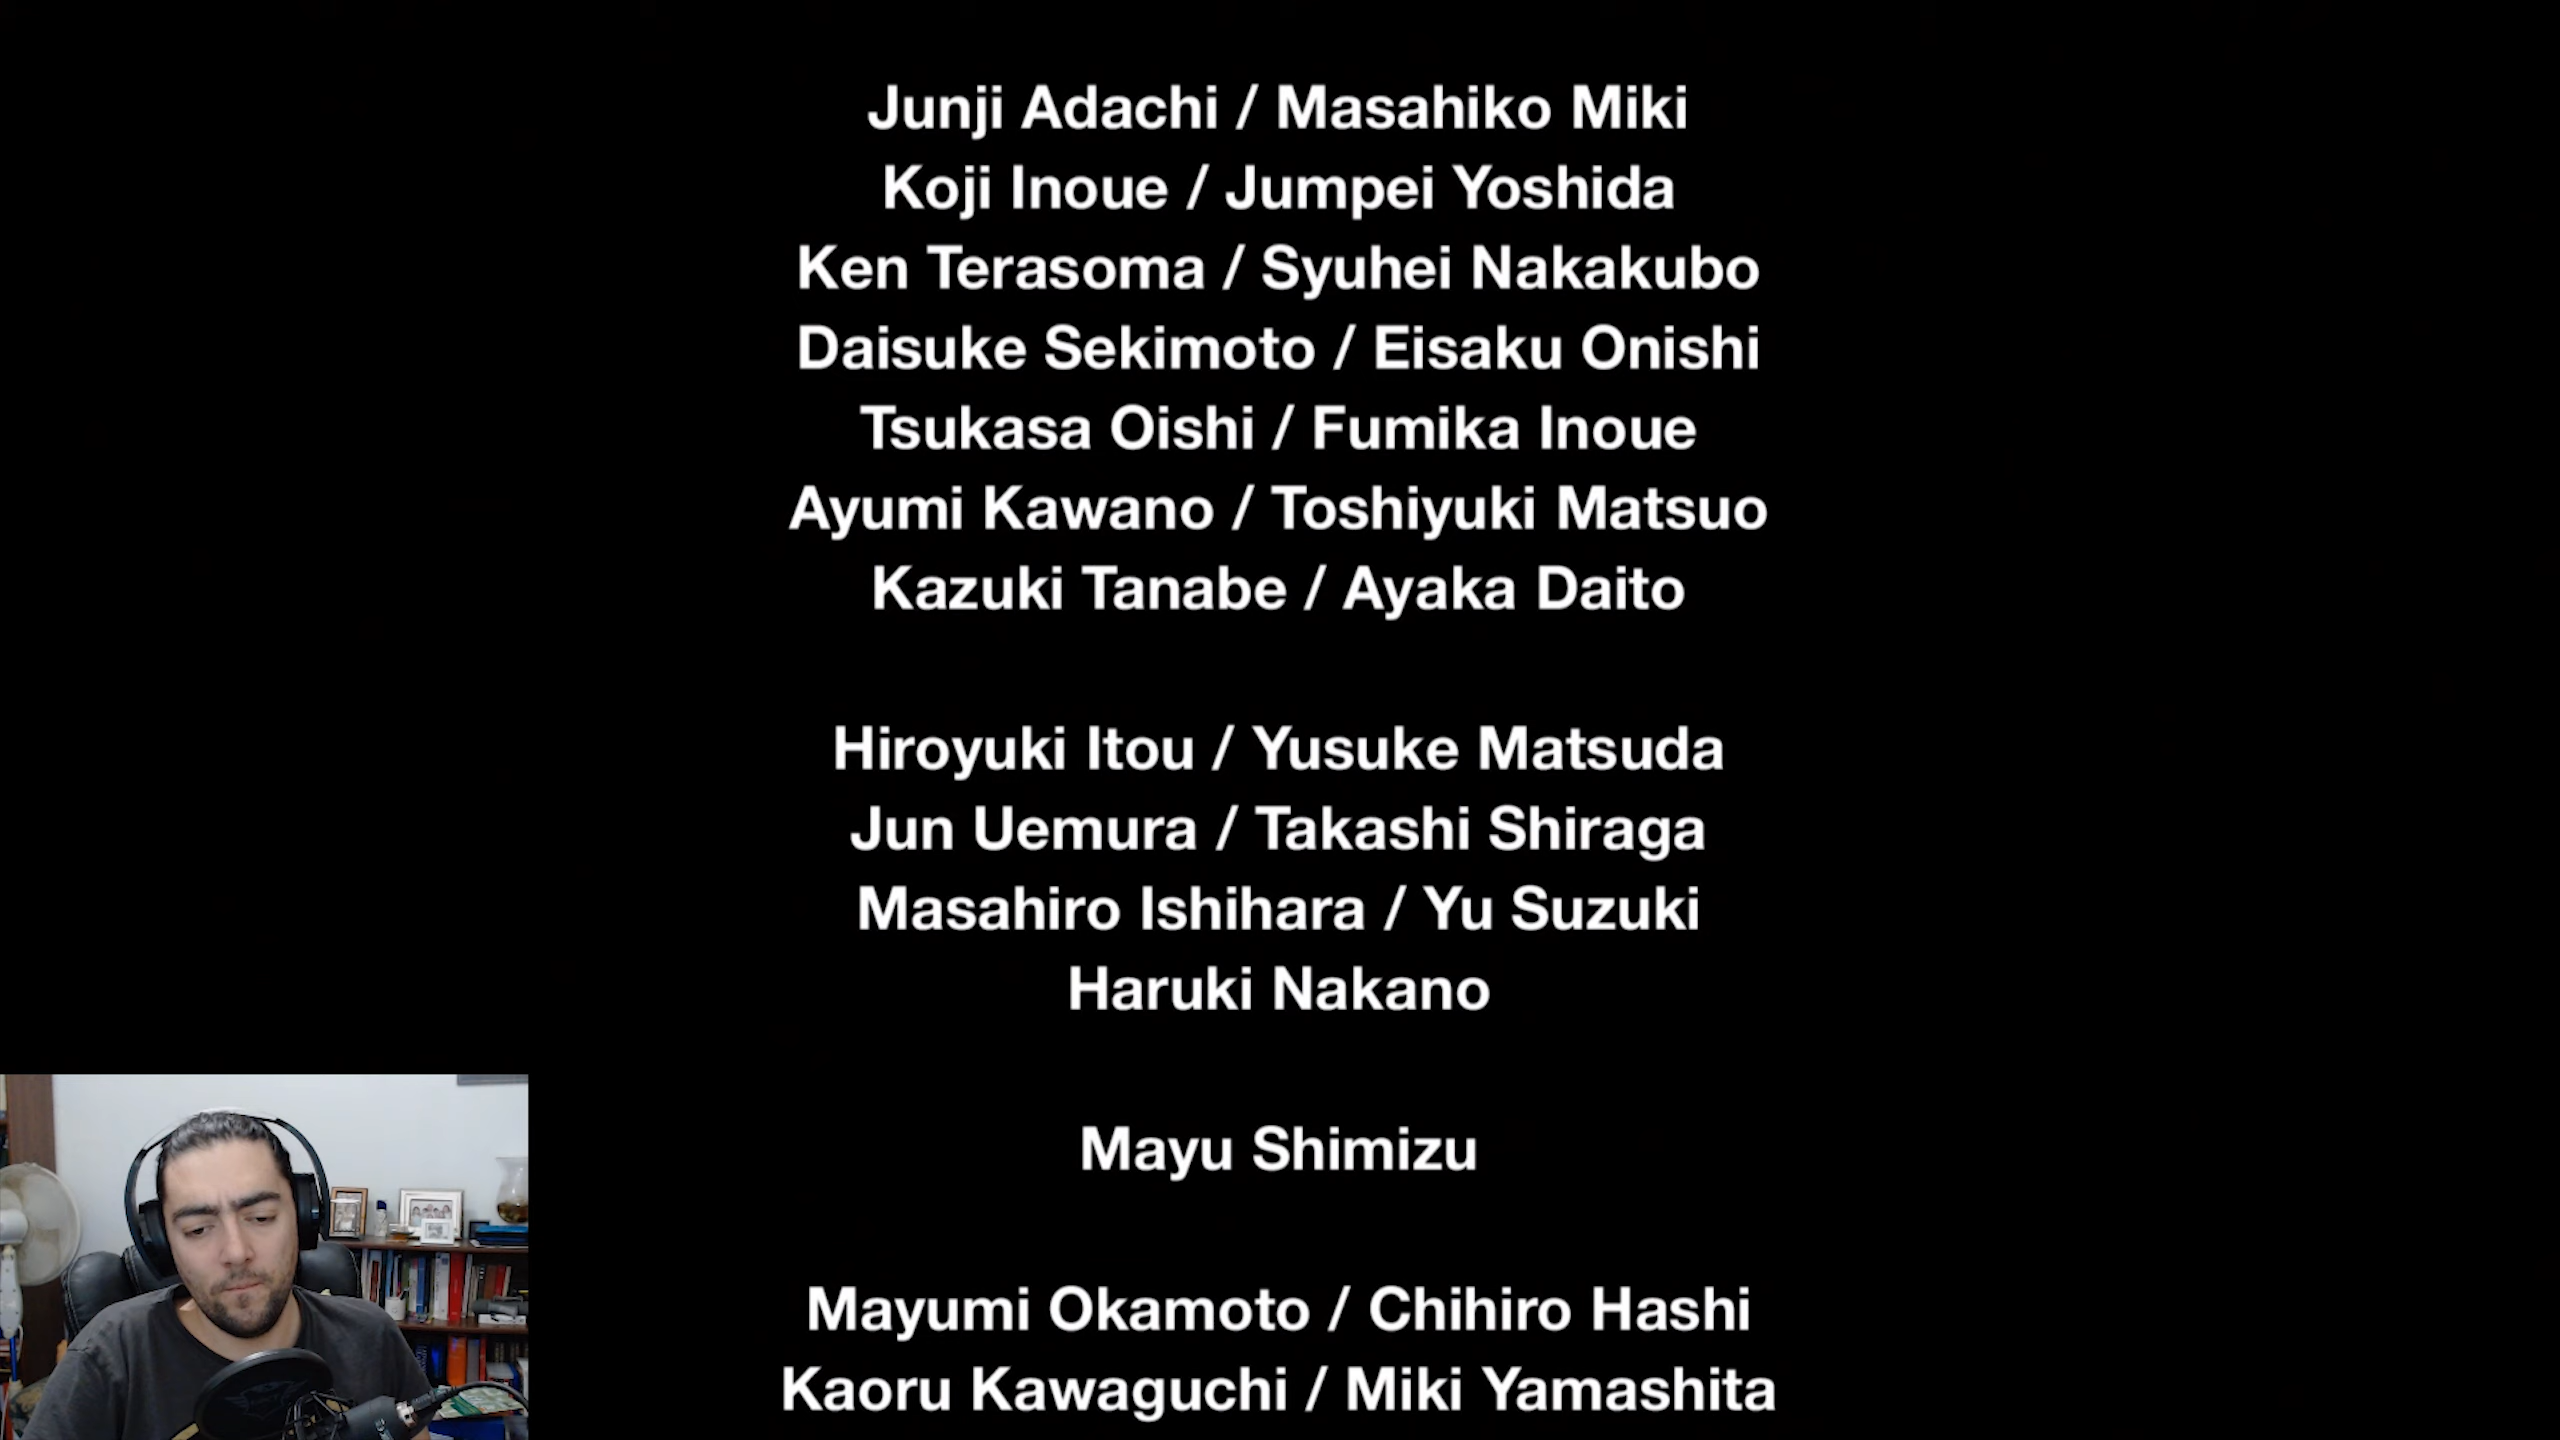 Junji Adachi / Masahiko Miki
Koji Inoue / Jumpei Yoshida
Ken Terasoma / Syuhei Nakakubo
Daisuke Sekimoto / Eisaku Onishi
Tsukasa Oishi / Fumika Inoue
Ayumi Kawano / Toshiyuki Matsuo
Kazuki Tanabe / Ayaka Daito
Hiroyuki Itou / Yusuke Matsuda
Jun Uemura / Takashi Shiraga
Masahiro Ishihara / Yu Suzuki
Haruki Nakano
Mayu Shimizu
Mayumi Okamoto / Chihiro Hashi
Kaoru Kawaguchi / Miki Yamashita